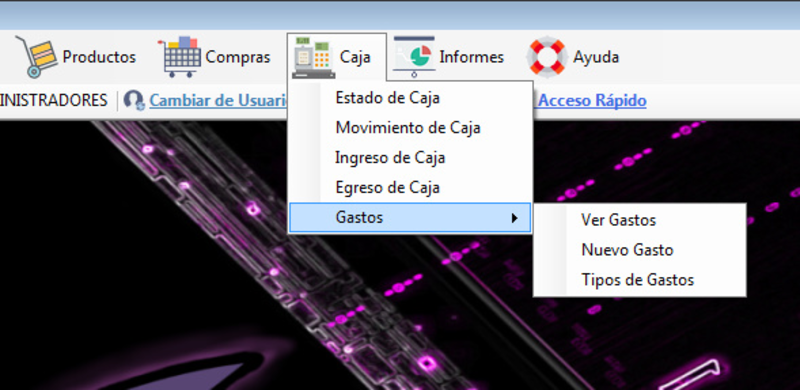 Productos Compras Caja Informes Ayuda
INISTRADORES Cambiar de Usuari Acceso Rápido
Estado de Caja
Movimiento de Caja
Ingreso de Caja
Egreso de Caja
Gastos
Ver Gastos
Nuevo Gasto
Tipos de Gastos